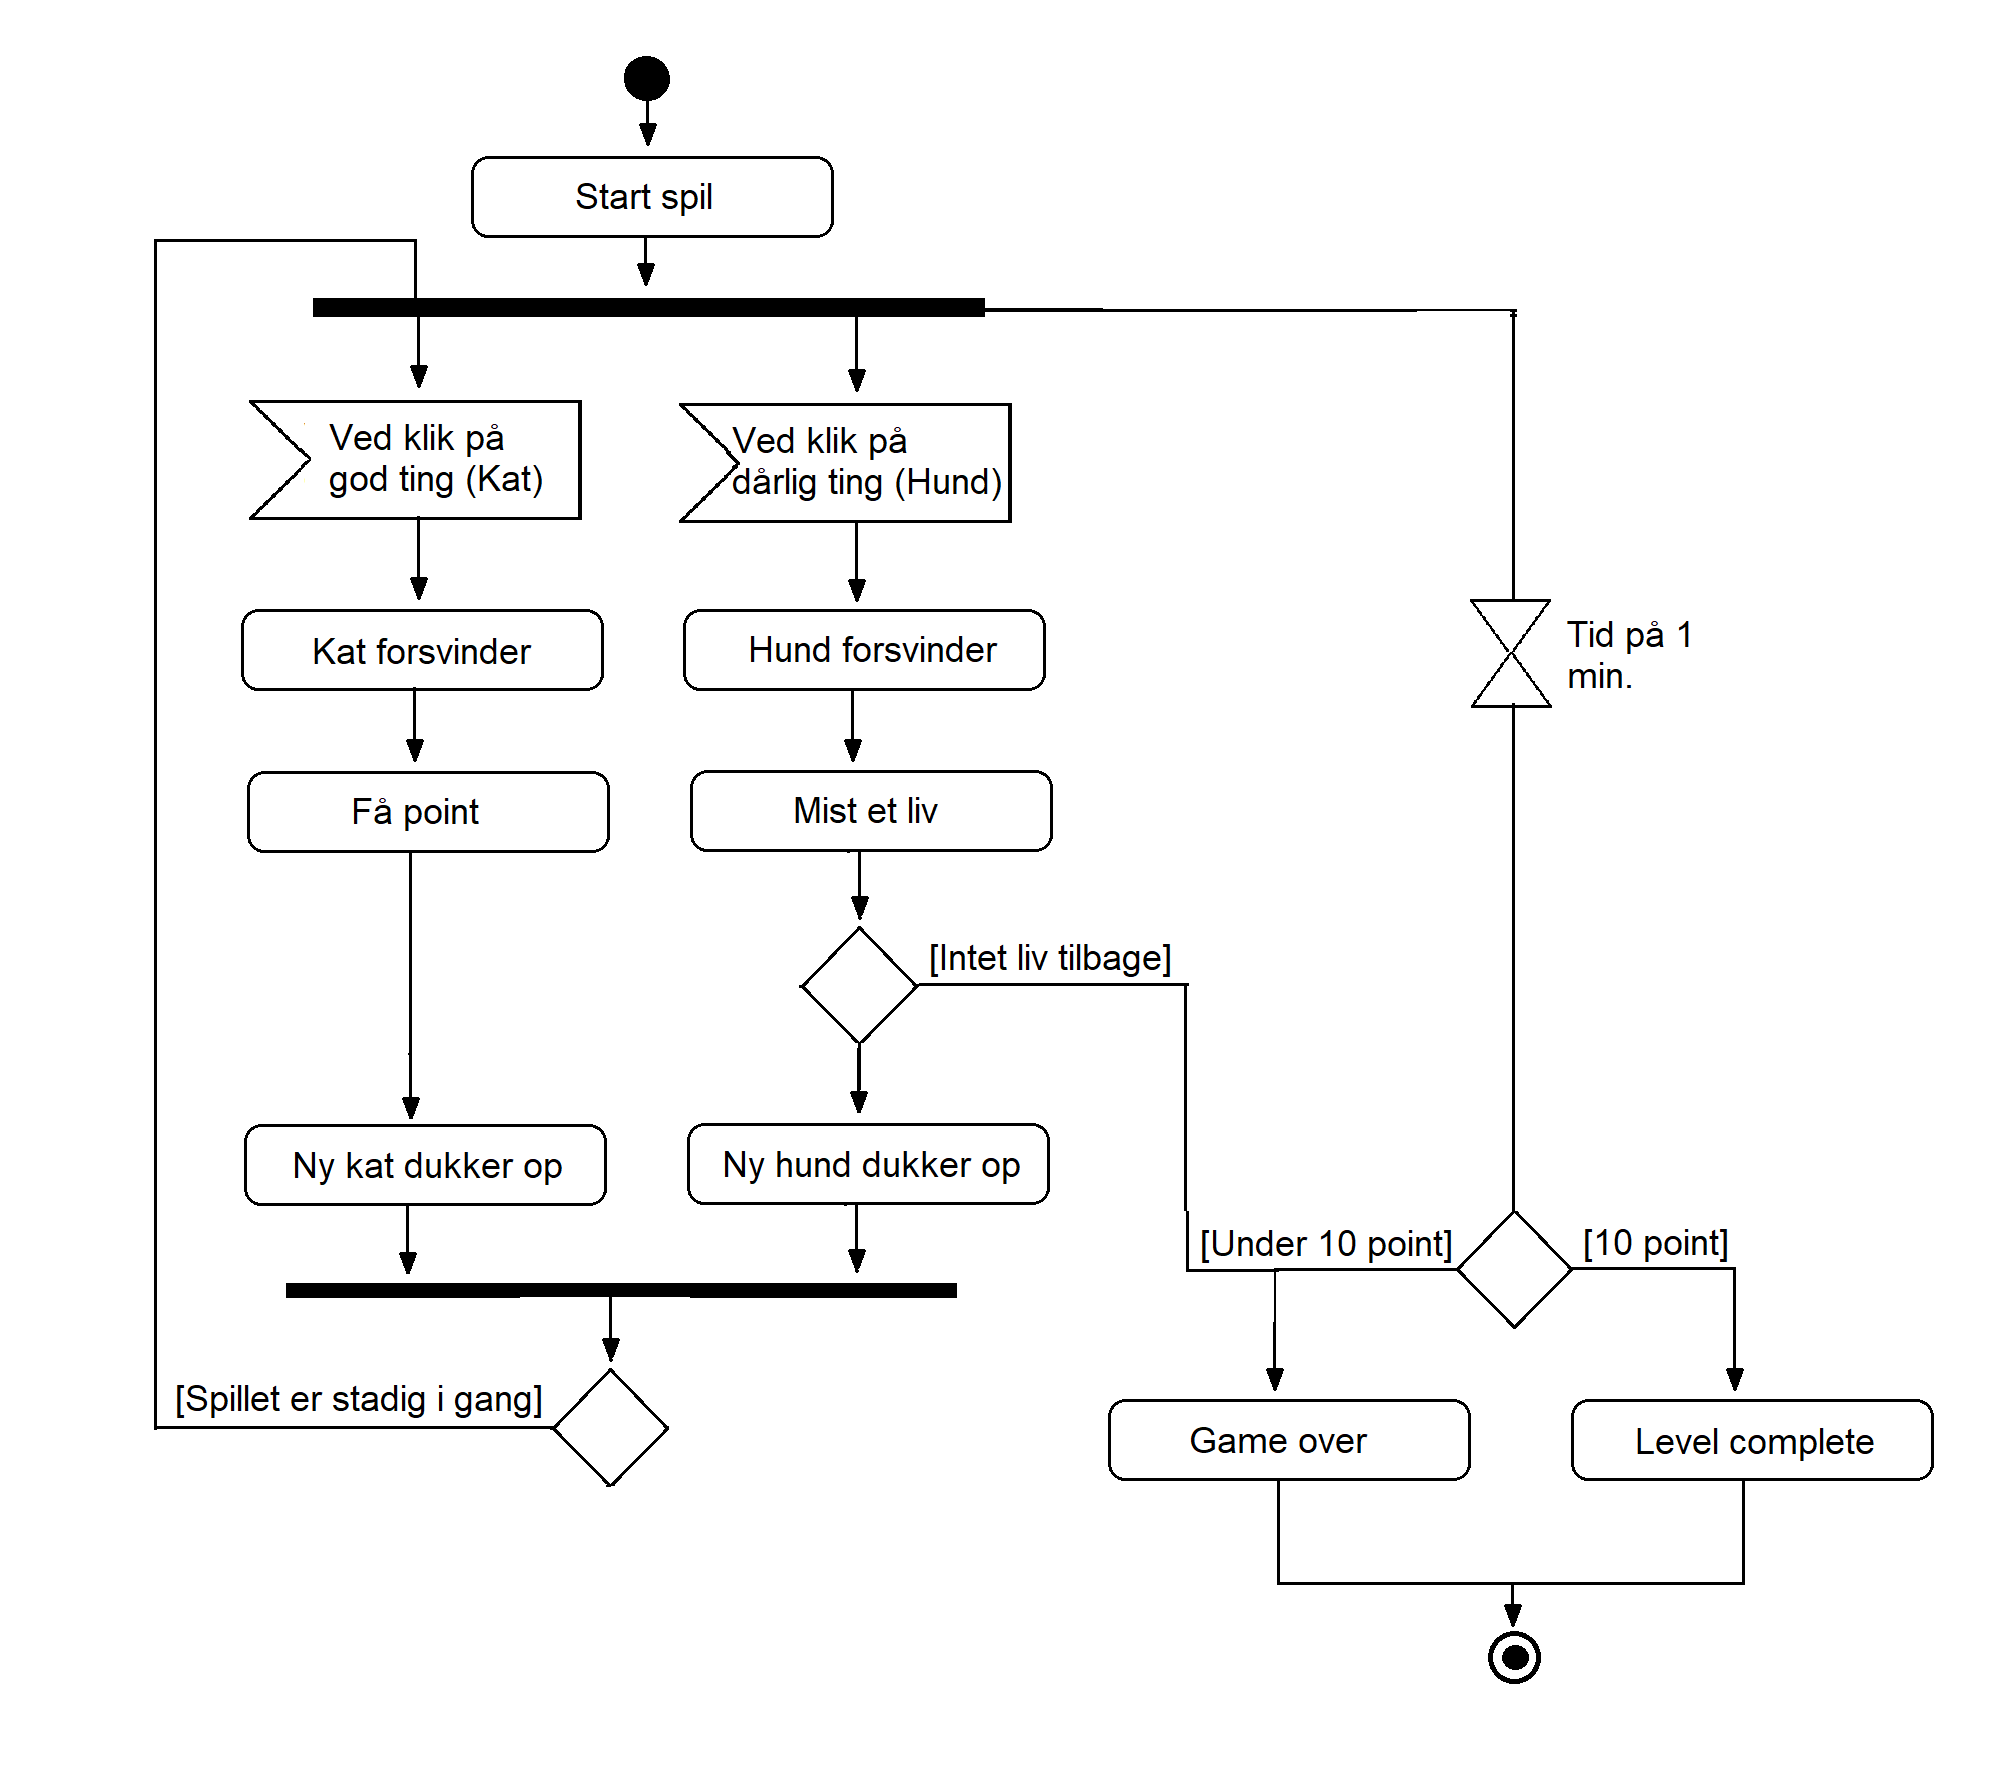 Start spil
Ved klik på
god ting (Kat)
Ved klik på
dårlig ting (Hund)
Kat forsvinder
Hund forsvinder
Tid på 1
min.
Få point
Mist et liv
[Intet liv tilbage]
Ny kat dukker op
Ny hund dukker op
[Under 10 point]
[10 point]
[Spillet er stadig i gang]
Game over
Level complete